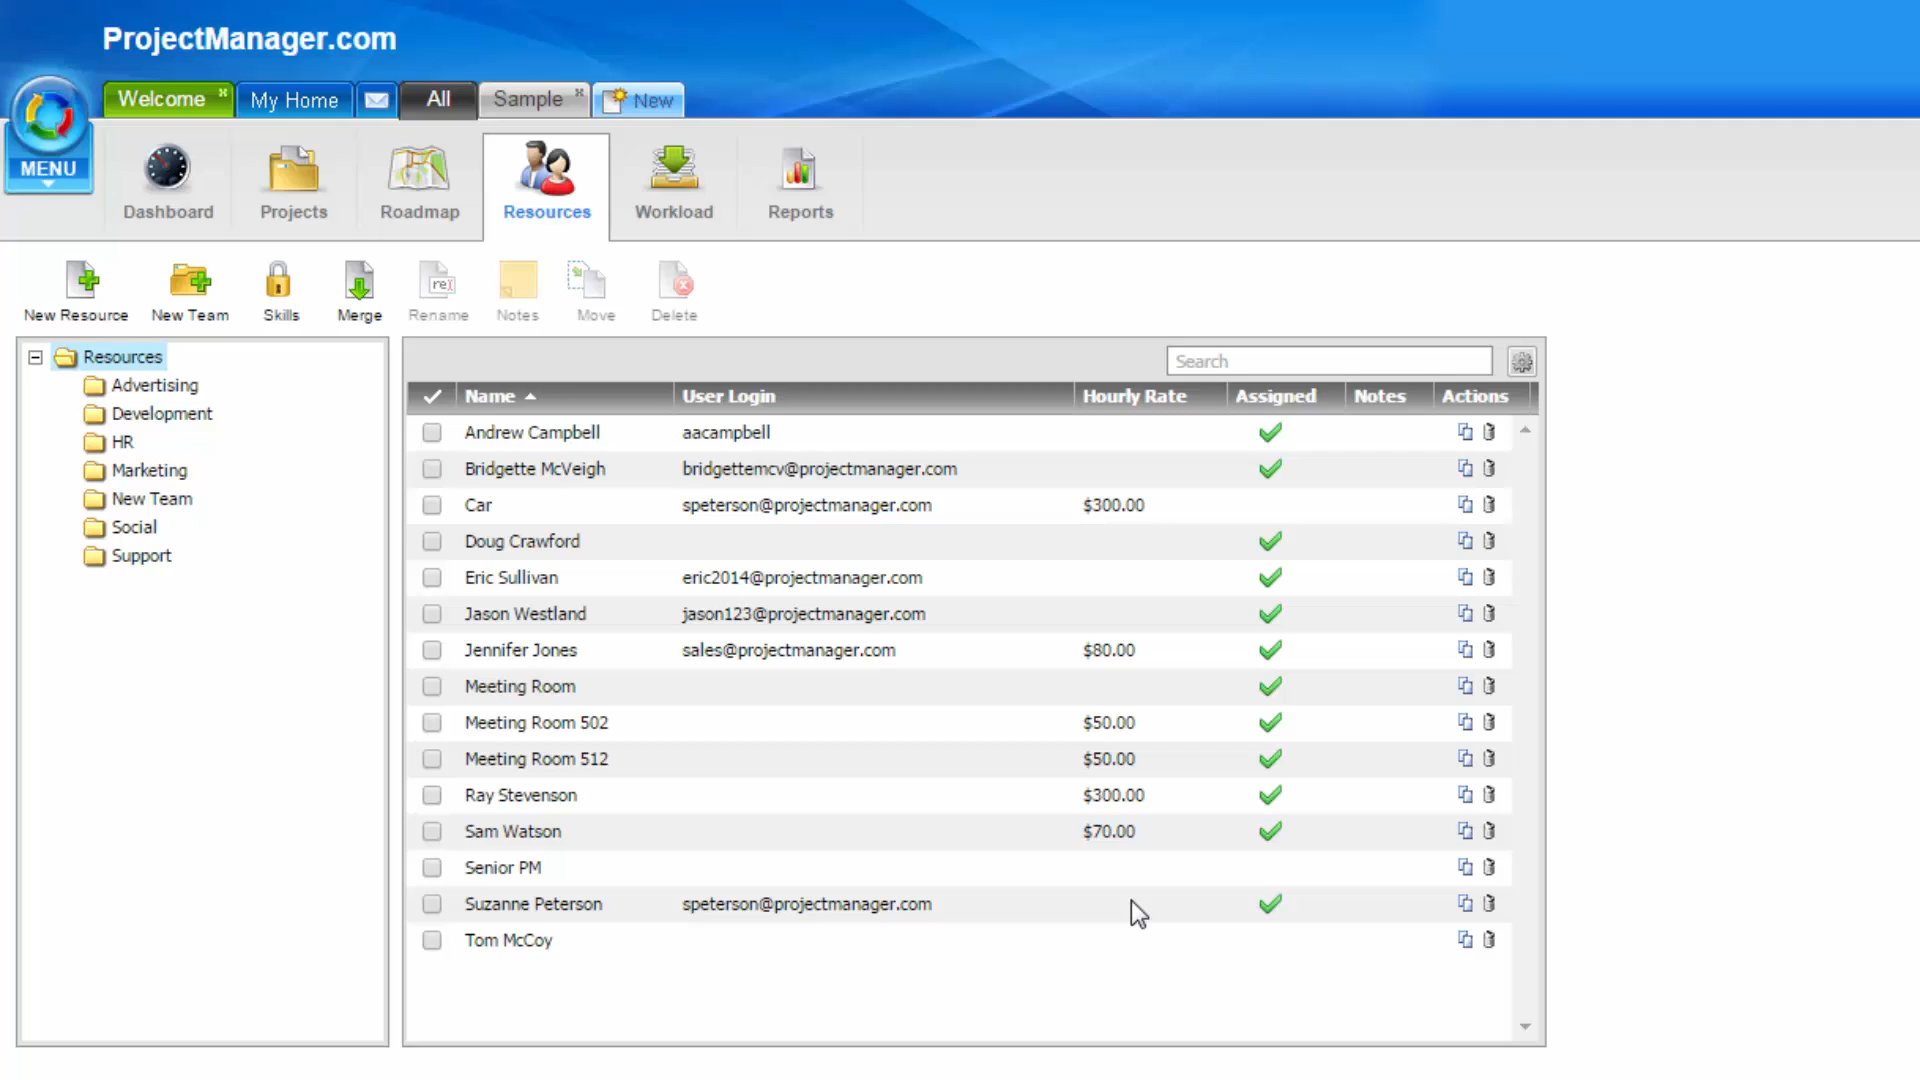 ProjectManager.com
Welcome My Home All Sample New
MENU
Dashboard Projects Roadmap Resources Workload Reports
New Resource New Team Skills Merge Rename Notes Move Delete
Resources
Advertising
Development
HR
Marketing
New Team
Social
Support
Search
Name User Login Hourly Rate Assigned Notes Actions
Andrew Campbell aacampbell
Bridgette McVeigh bridgettemcv@projectmanager.com
Car speterson@projectmanager.com $300.00
Doug Crawford
Eric Sullivan eric2014@projectmanager.com
Jason Westland jason123@projectmanager.com
Jennifer Jones sales@projectmanager.com $80.00
Meeting Room
Meeting Room 502 $50.00
Meeting Room 512 $50.00
Ray Stevenson $300.00
Sam Watson $70.00
Senior PM
Suzanne Peterson speterson@projectmanager.com
Tom McCoy